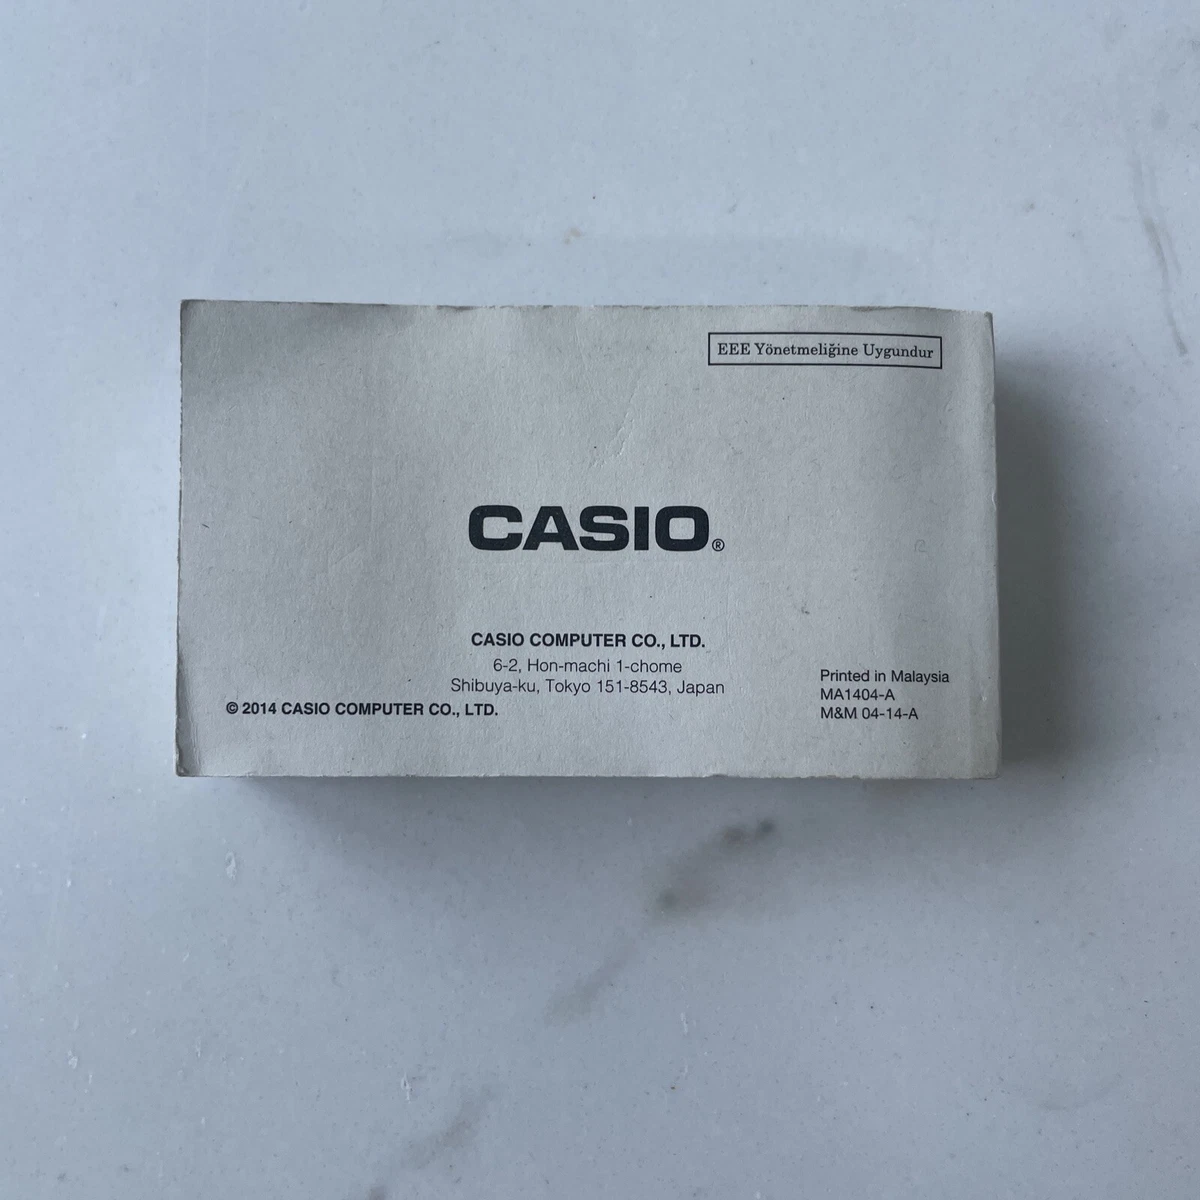 EEE Yönetmeliğine Uygundur
CASIO®
CASIO COMPUTER CO., LTD.
6-2, Hon-machi 1-chome
Shibuya-ku, Tokyo 151-8543, Japan
© 2014 CASIO COMPUTER CO., LTD.
Printed in Malaysia
MA1404-A
M&M 04-14-A